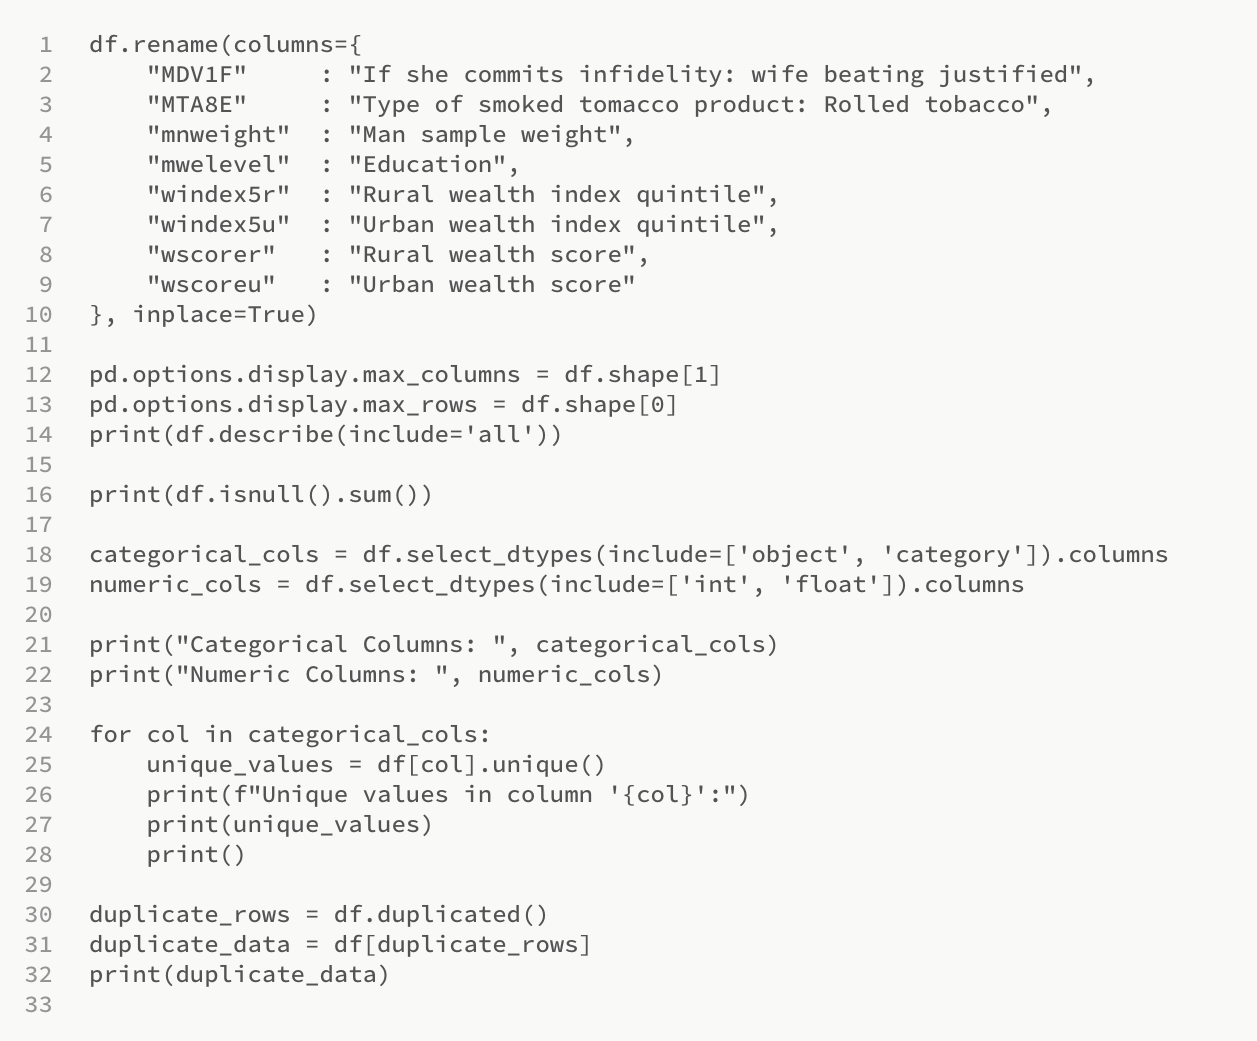 1 df.rename(columns={
2     "MDV1F"     : "If she commits infidelity: wife beating justified",
3     "MTA8E"     : "Type of smoked tomacco product: Rolled tobacco",
4     "mnweight"  : "Man sample weight",
5     "mwelevel"  : "Education",
6     "windex5r"  : "Rural wealth index quintile",
7     "windex5u"  : "Urban wealth index quintile",
8     "wscorer"   : "Rural wealth score",
9     "wscoreu"   : "Urban wealth score"
10 }, inplace=True)
11
12 pd.options.display.max_columns = df.shape[1]
13 pd.options.display.max_rows = df.shape[0]
14 print(df.describe(include='all'))
15
16 print(df.isnull().sum())
17
18 categorical_cols = df.select_dtypes(include=['object', 'category']).columns
19 numeric_cols = df.select_dtypes(include=['int', 'float']).columns
20
21 print("Categorical Columns: ", categorical_cols)
22 print("Numeric Columns: ", numeric_cols)
23
24 for col in categorical_cols:
25     unique_values = df[col].unique()
26     print(f"Unique values in column '{col}':")
27     print(unique_values)
28     print()
29
30 duplicate_rows = df.duplicated()
31 duplicate_data = df[duplicate_rows]
32 print(duplicate_data)
33